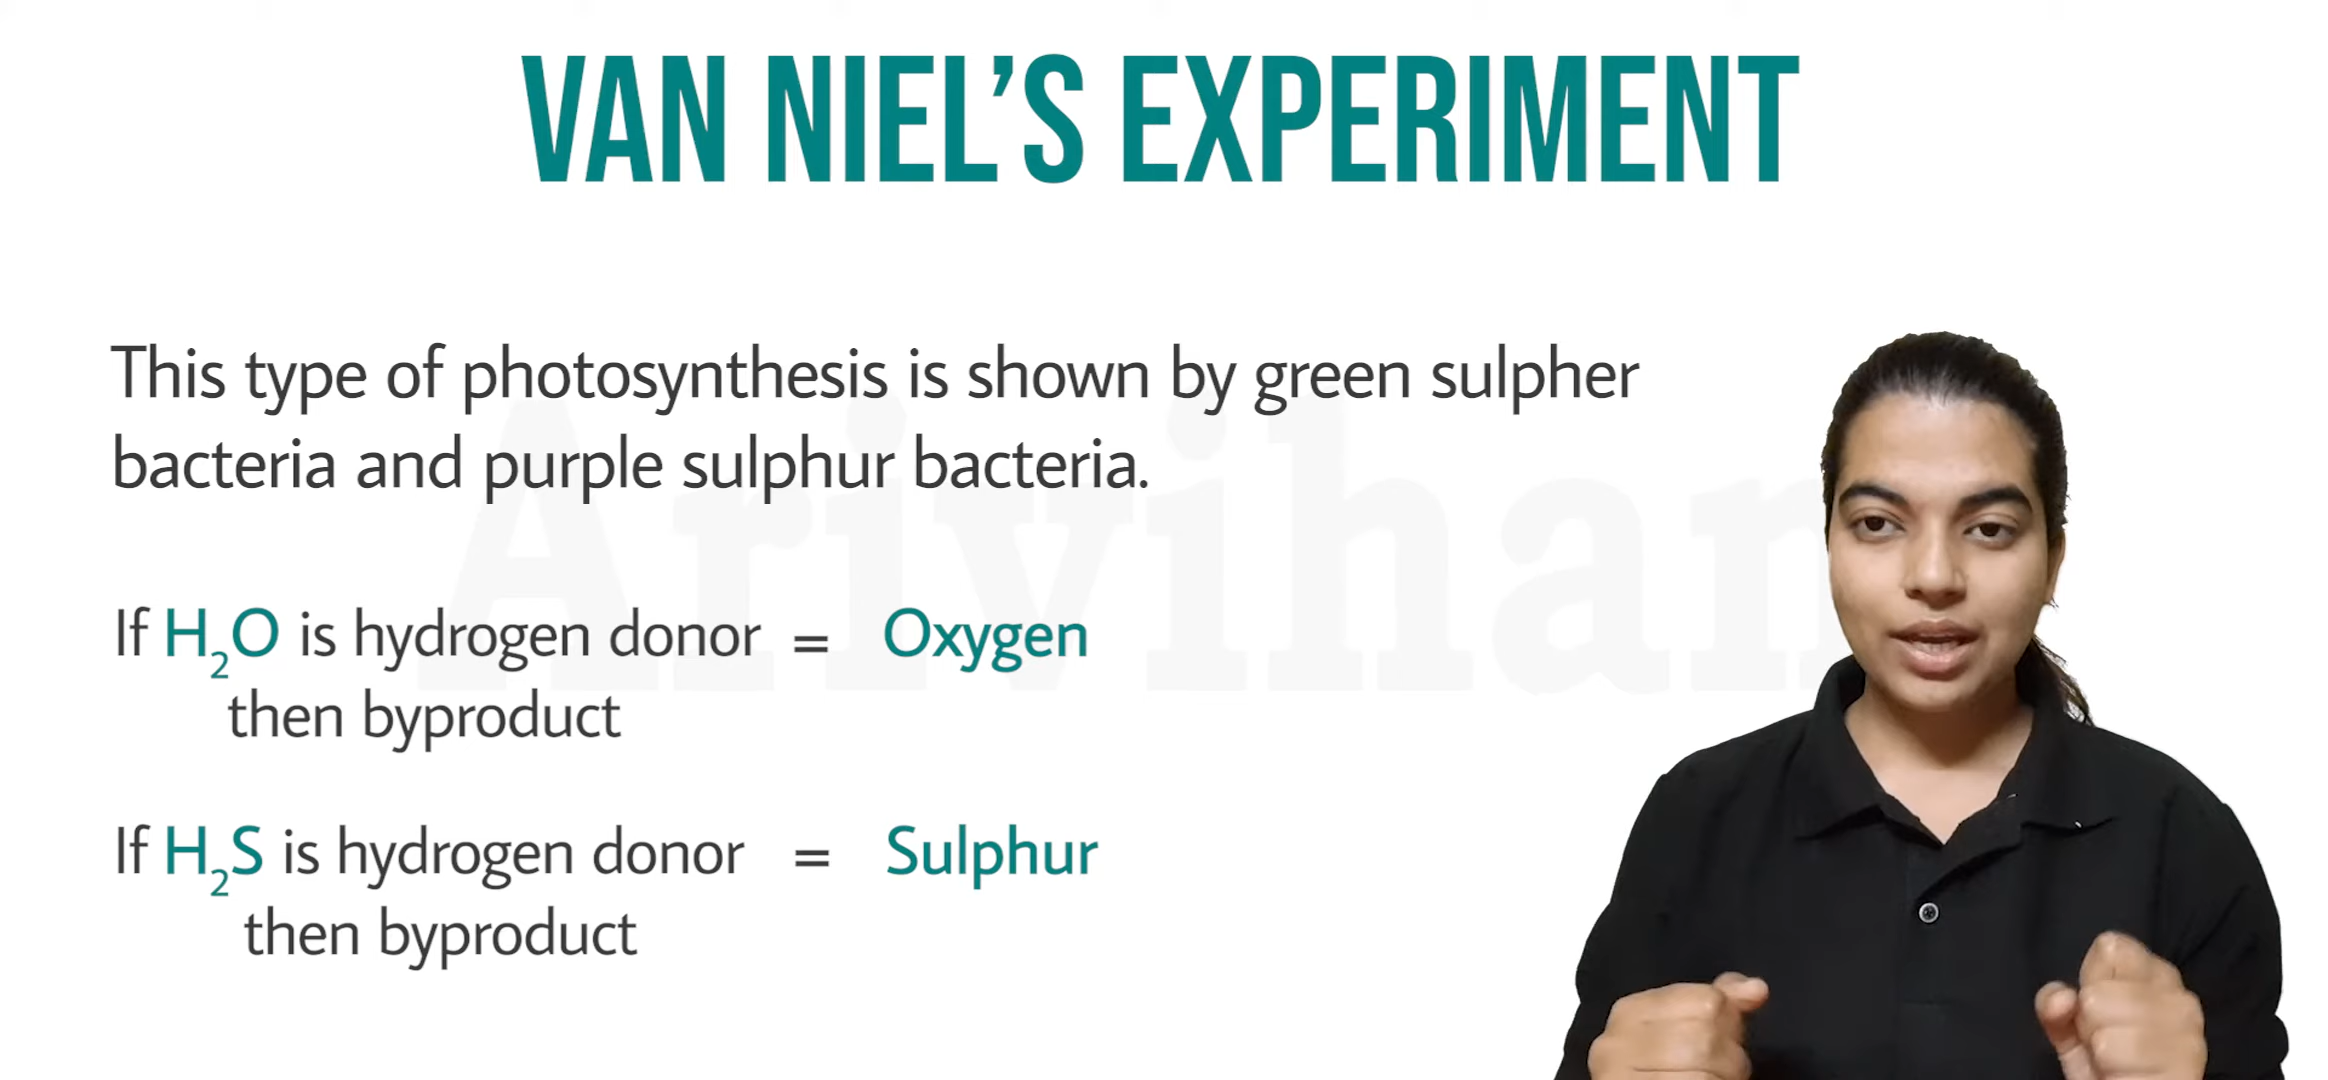 VAN NIEL'S EXPERIMENT
This type of photosynthesis is shown by green sulpher
bacteria and purple sulphur bacteria.
If H₂O is hydrogen donor = Oxygen
then byproduct
If H₂S is hydrogen donor = Sulphur
then byproduct
Arivihan